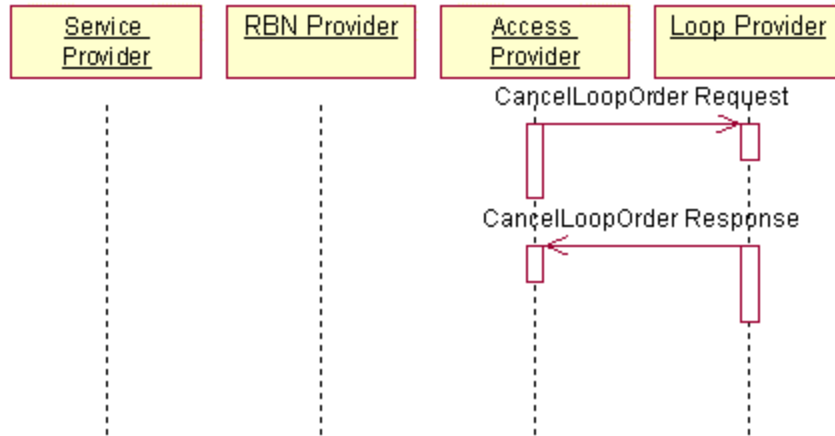 Service
Provider
RBN Provider
Access
Provider
Loop Provider
CancelLoopOrder Request
CancelLoopOrder Response